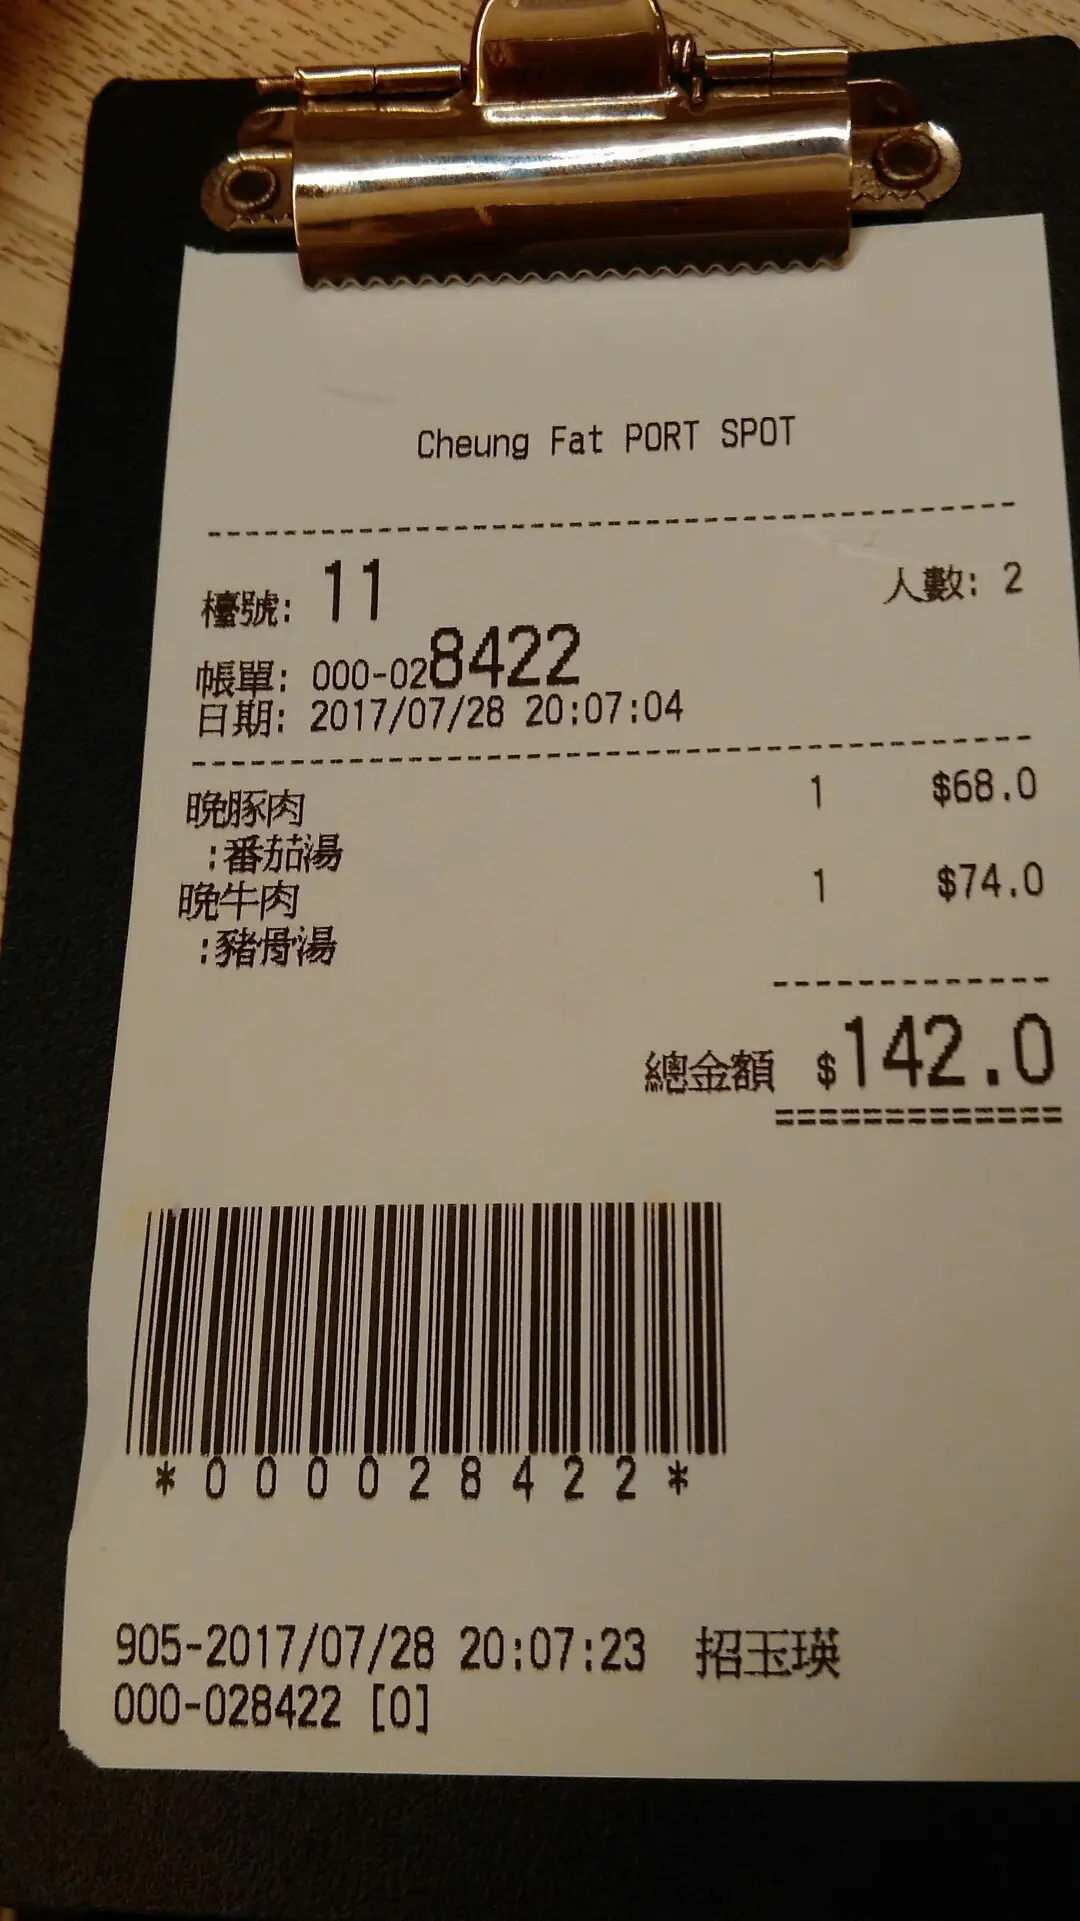 Cheung Fat PORT SPOT
檯號: 11 人數: 2
帳單: 000-028422
日期: 2017/07/28 20:07:04
晚豚肉 1 $68.0
:番茄湯
晚牛肉 1 $74.0
:豬骨湯
總金額 $142.0
*000028422*
905-2017/07/28 20:07:23 招玉瑛
000-028422 [0]